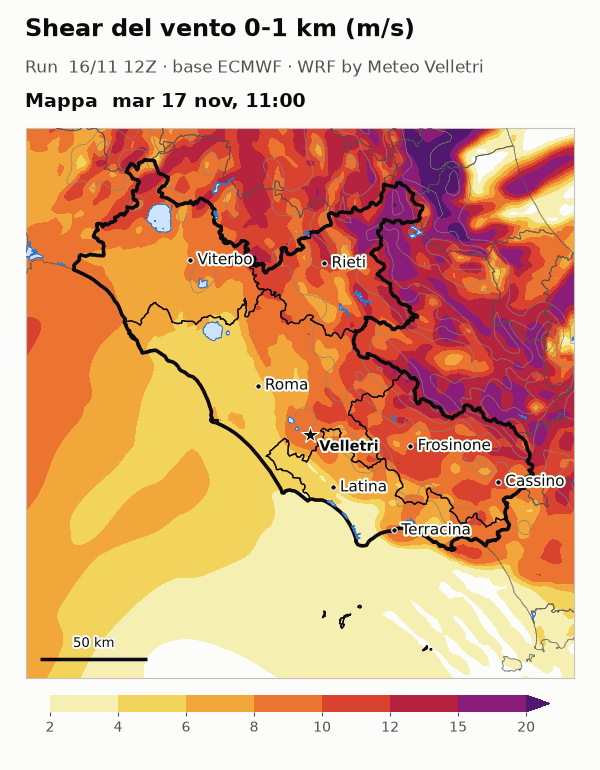 Shear del vento 0-1 km (m/s)
Run  16/11 12Z · base ECMWF · WRF by Meteo Velletri
Mappa  mar 17 nov, 11:00
Viterbo
Rieti
Roma
Velletri
Frosinone
Cassino
Latina
Terracina
50 km
2 4 6 8 10 12 15 20